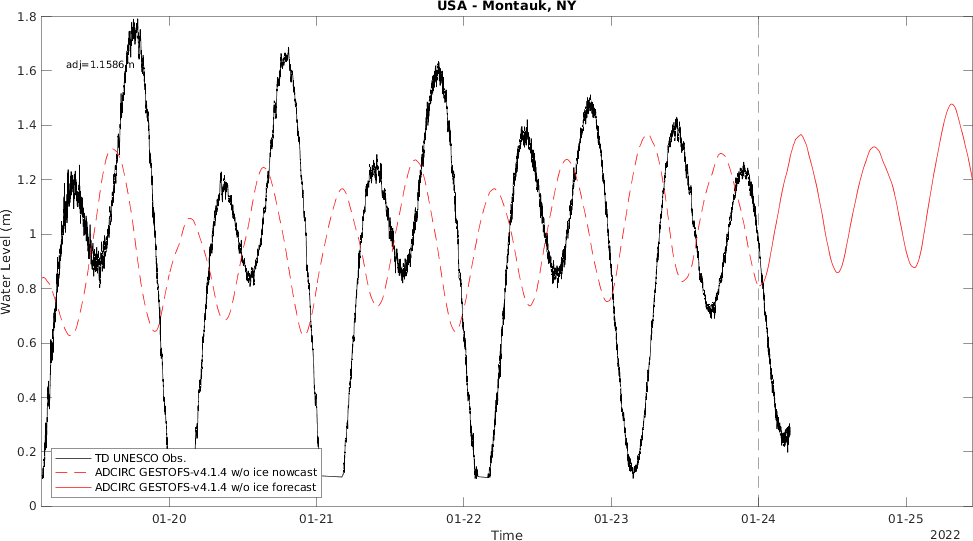 USA - Montauk, NY
1.8
adj=1.1586m
1.6
1.4
1.2
1
0.8
0.6
0.4
0.2
0
Water Level (m)
TD UNESCO Obs.
ADCIRC GESTOFS-v4.1.4 w/o ice nowcast
ADCIRC GESTOFS-v4.1.4 w/o ice forecast
01-20 01-21 01-22 01-23 01-24 01-25
Time
2022